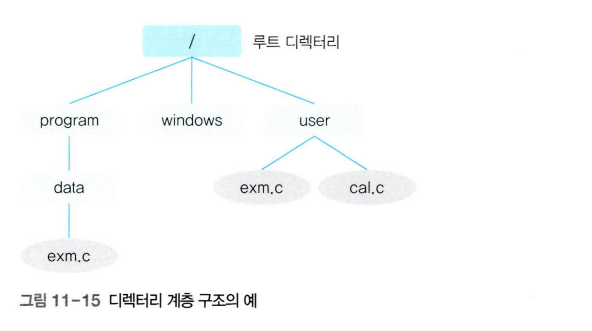 / 루트 디렉터리
program windows user
data exm.c cal.c
exm.c
그림 11-15 디렉터리 계층 구조의 예